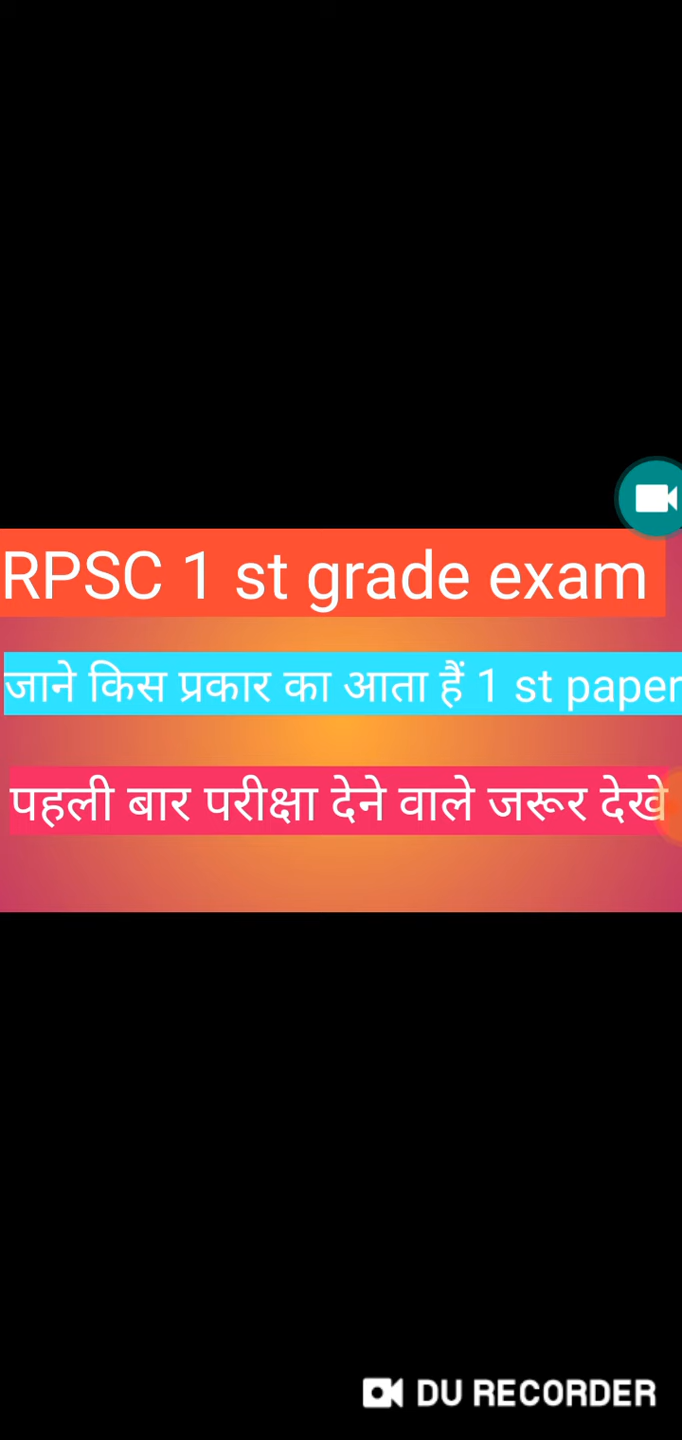 RPSC 1 st grade exam
जाने किस प्रकार का आता हैं 1 st paper
पहली बार परीक्षा देने वाले जरूर देखे
DU RECORDER